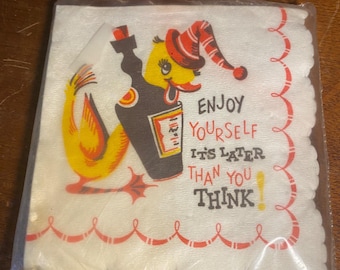 ENJOY
YOURSELF
IT'S LATER
THAN YOU
THINK!